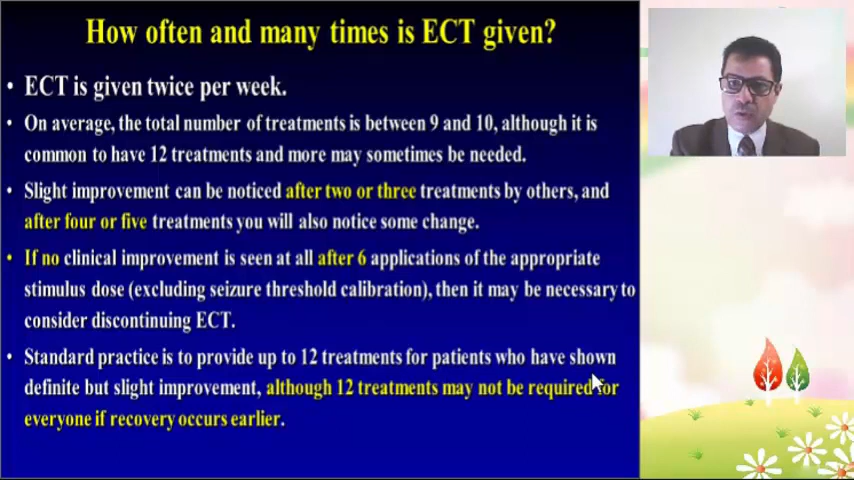 How often and many times is ECT given?
• ECT is given twice per week.
• On average, the total number of treatments is between 9 and 10, although it is
common to have 12 treatments and more may sometimes be needed.
• Slight improvement can be noticed after two or three treatments by others, and
after four or five treatments you will also notice some change.
• If no clinical improvement is seen at all after 6 applications of the appropriate
stimulus dose (excluding seizure threshold calibration), then it may be necessary to
consider discontinuing ECT.
• Standard practice is to provide up to 12 treatments for patients who have shown
definite but slight improvement, although 12 treatments may not be required for
everyone if recovery occurs earlier.